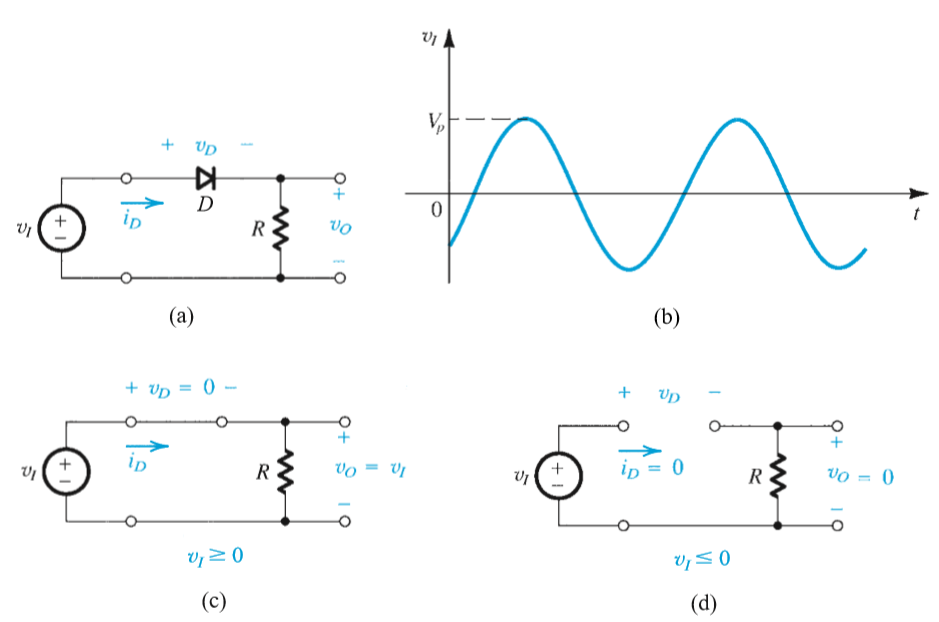 v_I
V_p
0
t
+ v_D −
D
i_D
v_I
+
−
R
+
v_O
−
(a)
(b)
+ v_D = 0 −
i_D
v_I
+
−
R
+
v_O = v_I
−
v_I ≥ 0
(c)
+ v_D −
i_D = 0
v_I
+
−
R
+
v_O = 0
−
v_I ≤ 0
(d)